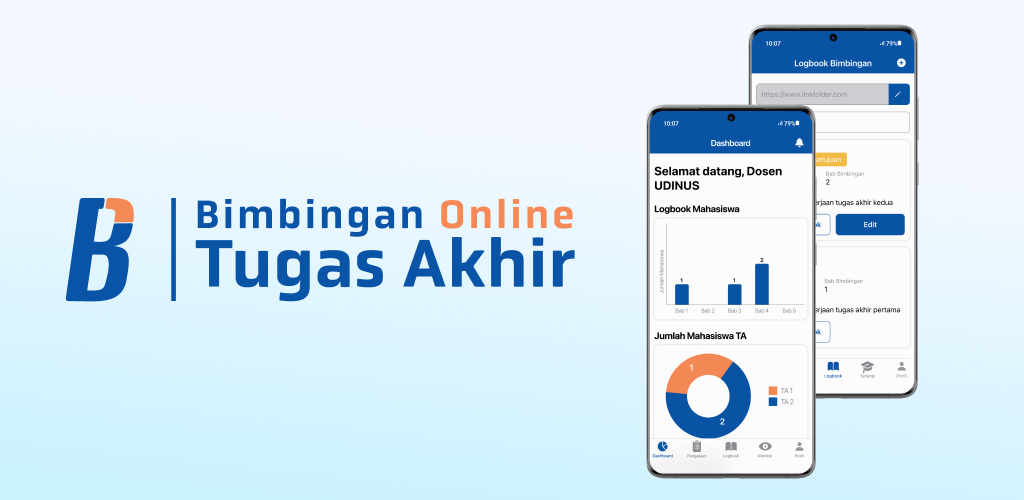 B
Bimbingan Online
Tugas Akhir
10:07
79%
Dashboard
Selamat datang, Dosen
UDINUS
Logbook Mahasiswa
Jumlah Mahasiswa
1
1
2
Bab 1 Bab 2 Bab 3 Bab 4 Bab 5
Jumlah Mahasiswa TA
1
2
TA 1
TA 2
Dashboard Pengajuan Logbook Monitor Profil
10:07
79%
Logbook Bimbingan
https://www.linkfolder.com
Bab Bimbingan
2
tugas akhir kedua
Edit
Bab Bimbingan
1
tugas akhir pertama
Logbook Sidang Profil